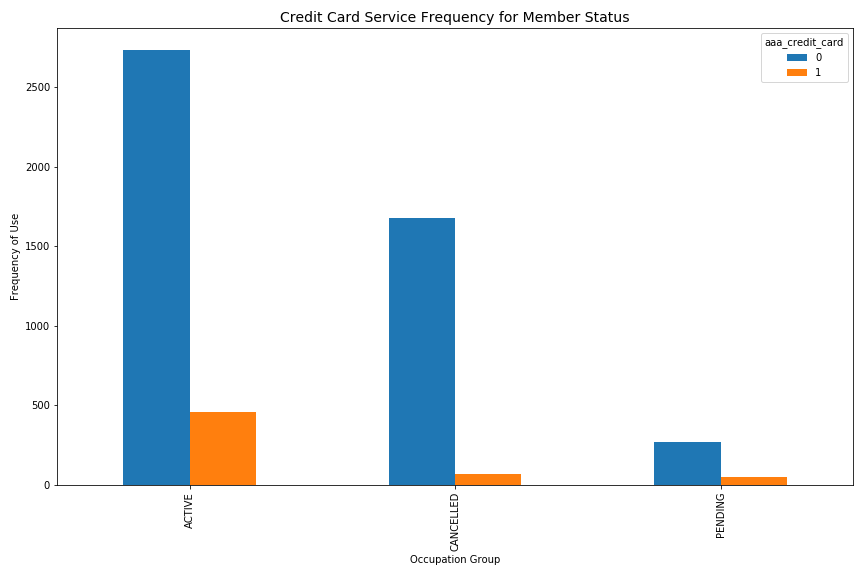 Credit Card Service Frequency for Member Status
aaa_credit_card
0
1
Frequency of Use
2500
2000
1500
1000
500
0
ACTIVE
CANCELLED
PENDING
Occupation Group